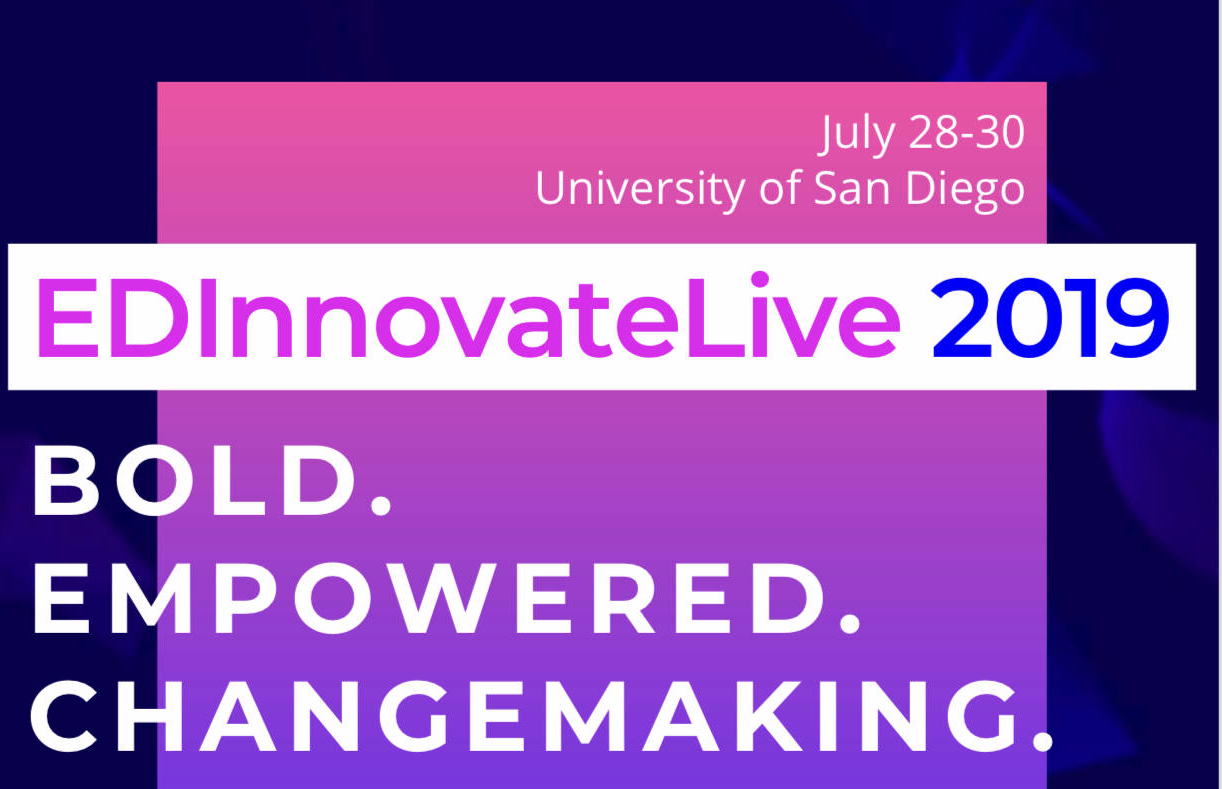 July 28-30
University of San Diego
EDInnovateLive 2019
BOLD.
EMPOWERED.
CHANGEMAKING.